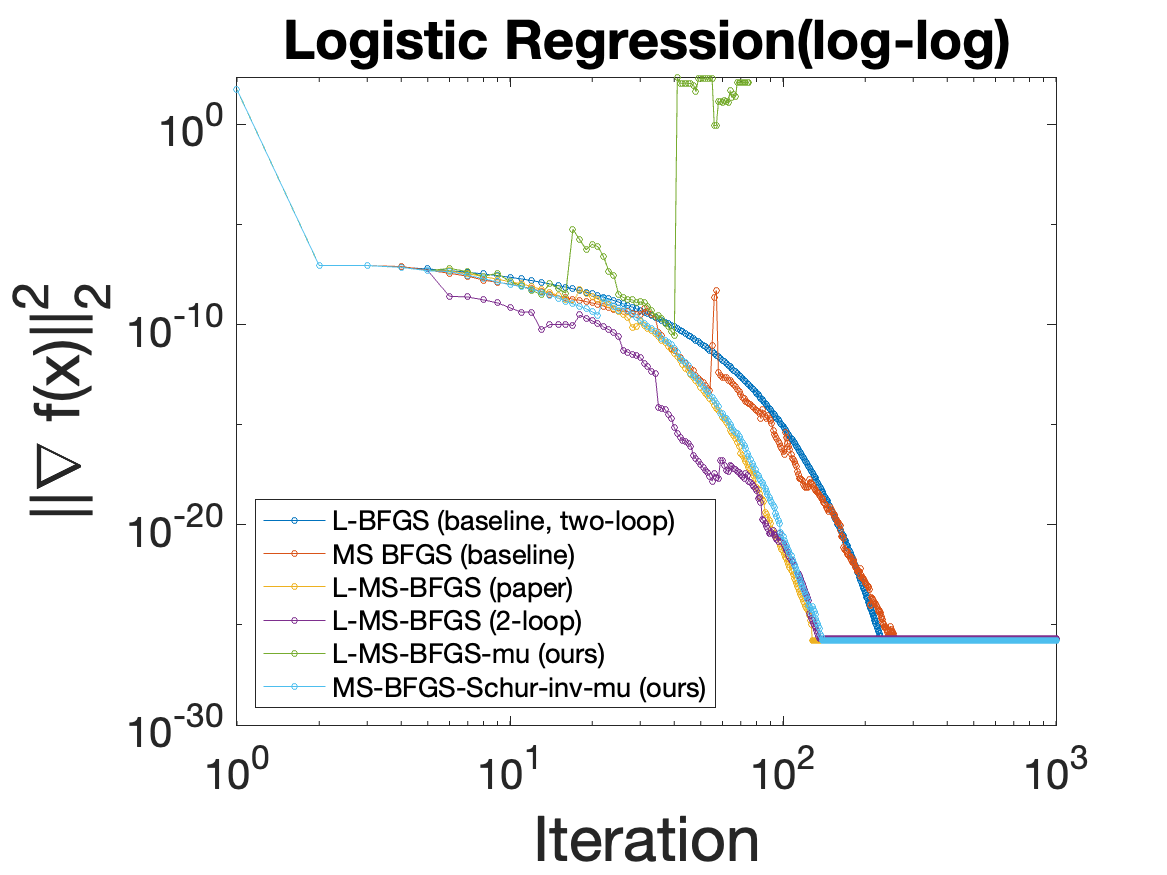 Logistic Regression(log-log)
10^0
10^-10
10^-20
10^-30
||∇ f(x)||_2^2
L-BFGS (baseline, two-loop)
MS BFGS (baseline)
L-MS-BFGS (paper)
L-MS-BFGS (2-loop)
L-MS-BFGS-mu (ours)
MS-BFGS-Schur-inv-mu (ours)
10^0 10^1 10^2 10^3
Iteration